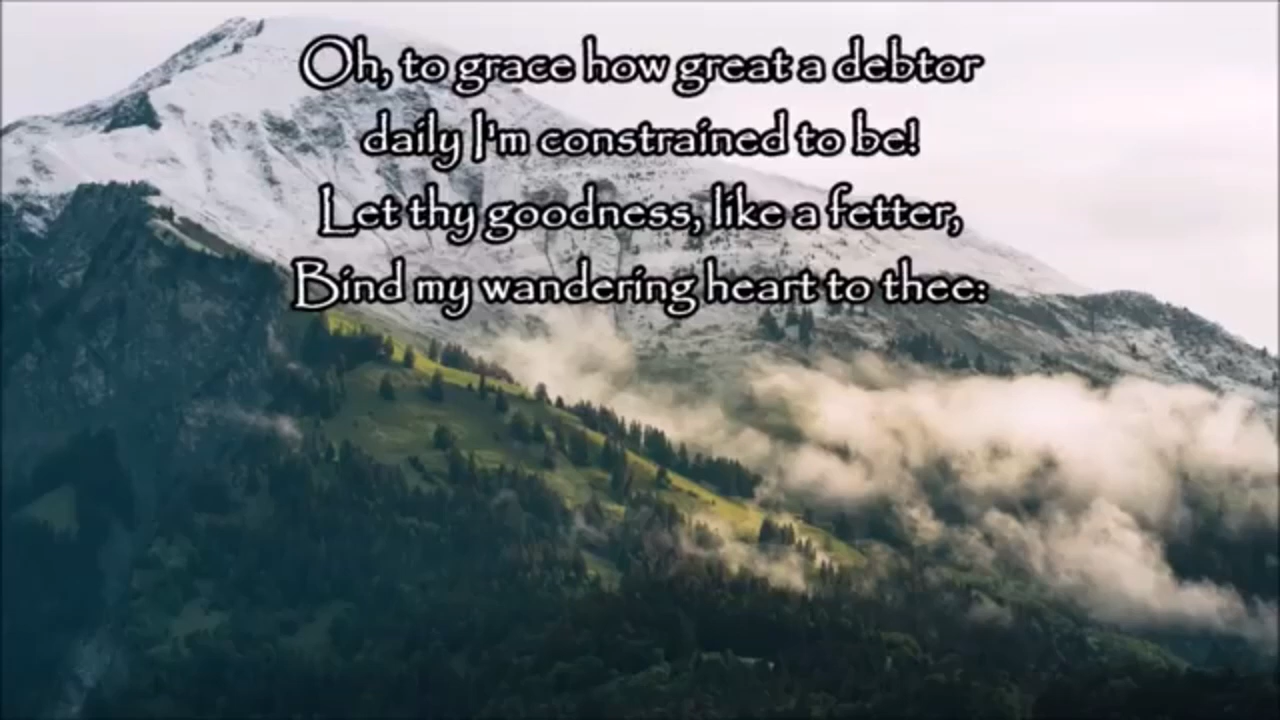 Oh, to grace how great a debtor
daily I'm constrained to be!
Let thy goodness, like a fetter,
Bind my wandering heart to thee: